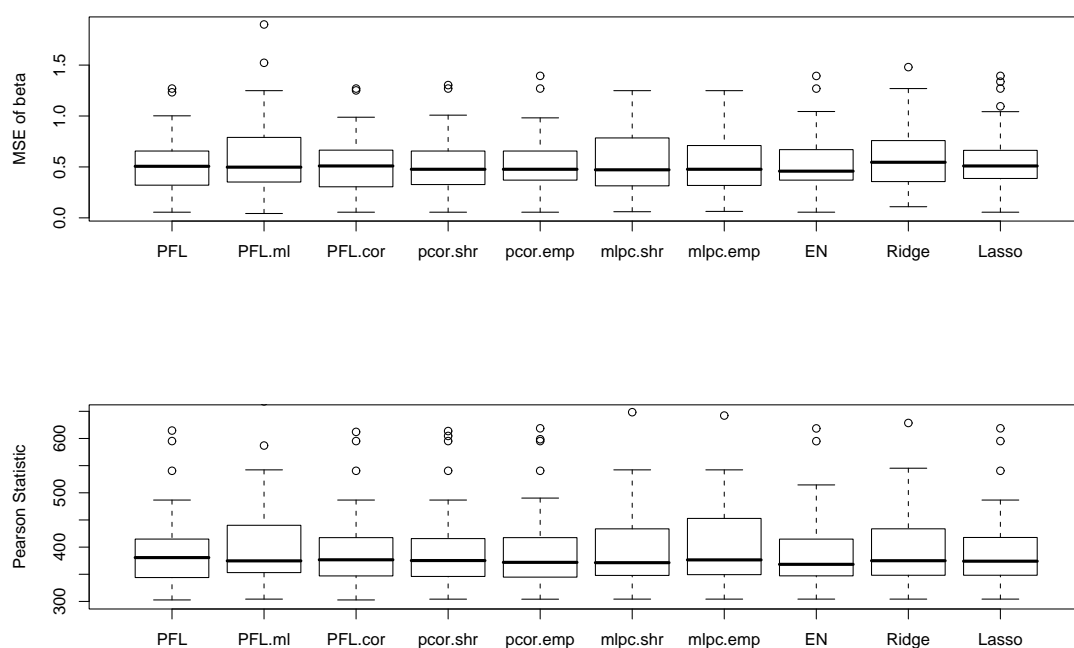 MSE of beta
1.5
1.0
0.5
0.0
PFL PFL.ml PFL.cor pcor.shr pcor.emp mlpc.shr mlpc.emp EN Ridge Lasso
Pearson Statistic
600
500
400
300
PFL PFL.ml PFL.cor pcor.shr pcor.emp mlpc.shr mlpc.emp EN Ridge Lasso